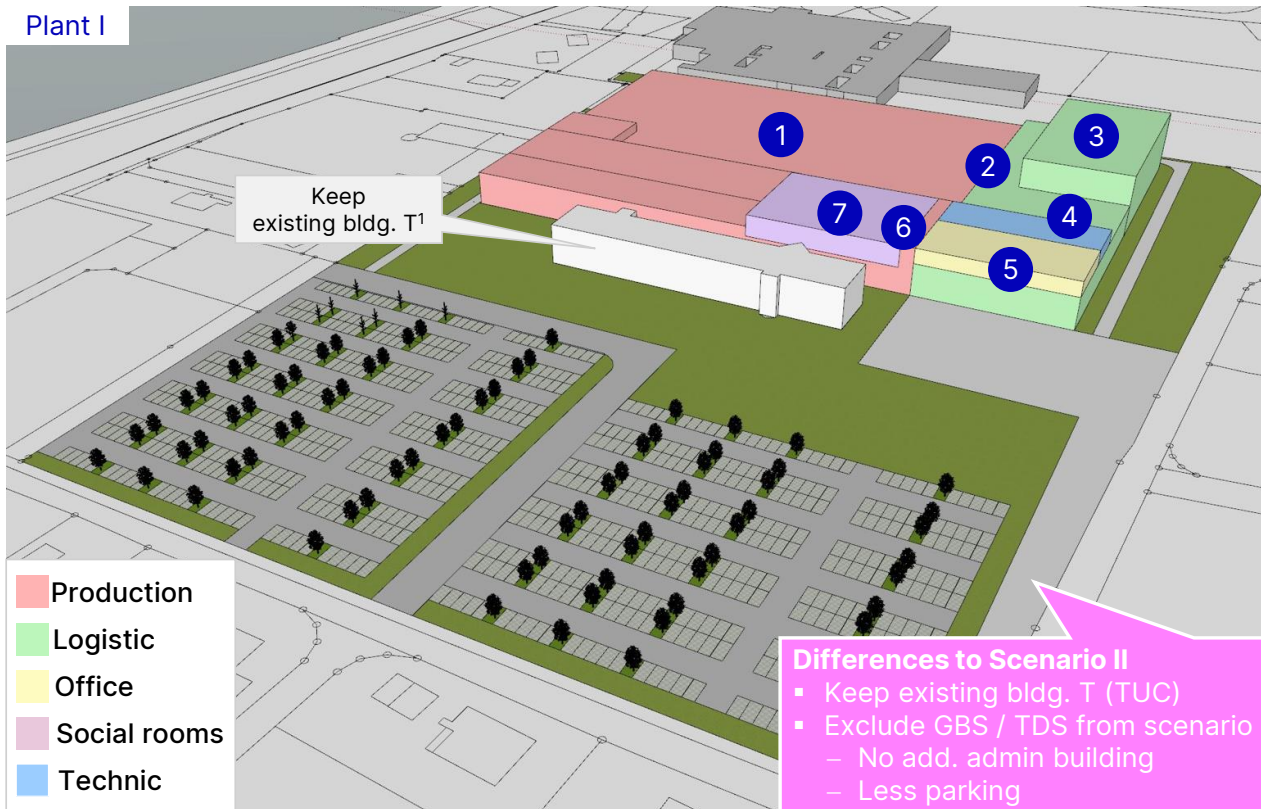 Plant I
1
2
3
4
5
6
7
Keep
existing bldg. T¹
Production
Logistic
Office
Social rooms
Technic
Differences to Scenario II
▪ Keep existing bldg. T (TUC)
▪ Exclude GBS / TDS from scenario
– No add. admin building
– Less parking